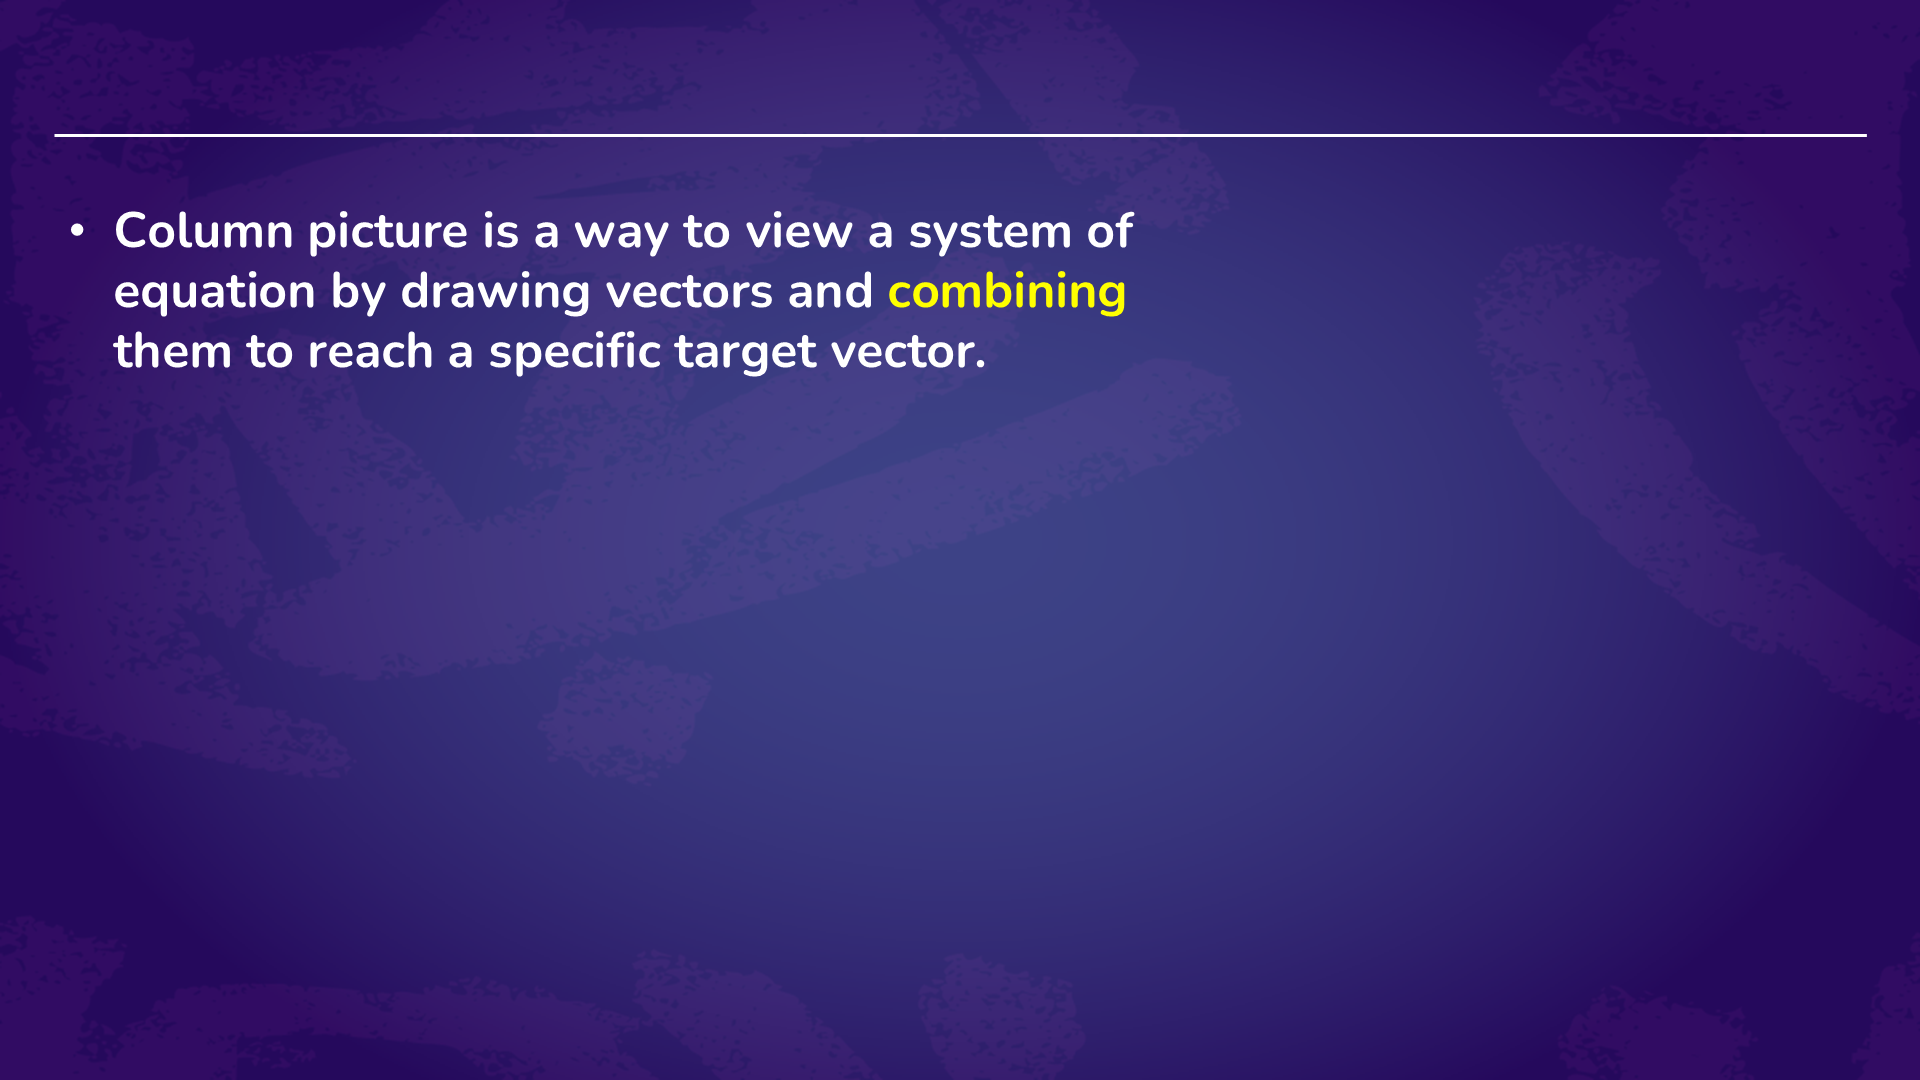 • Column picture is a way to view a system of
equation by drawing vectors and combining
them to reach a specific target vector.